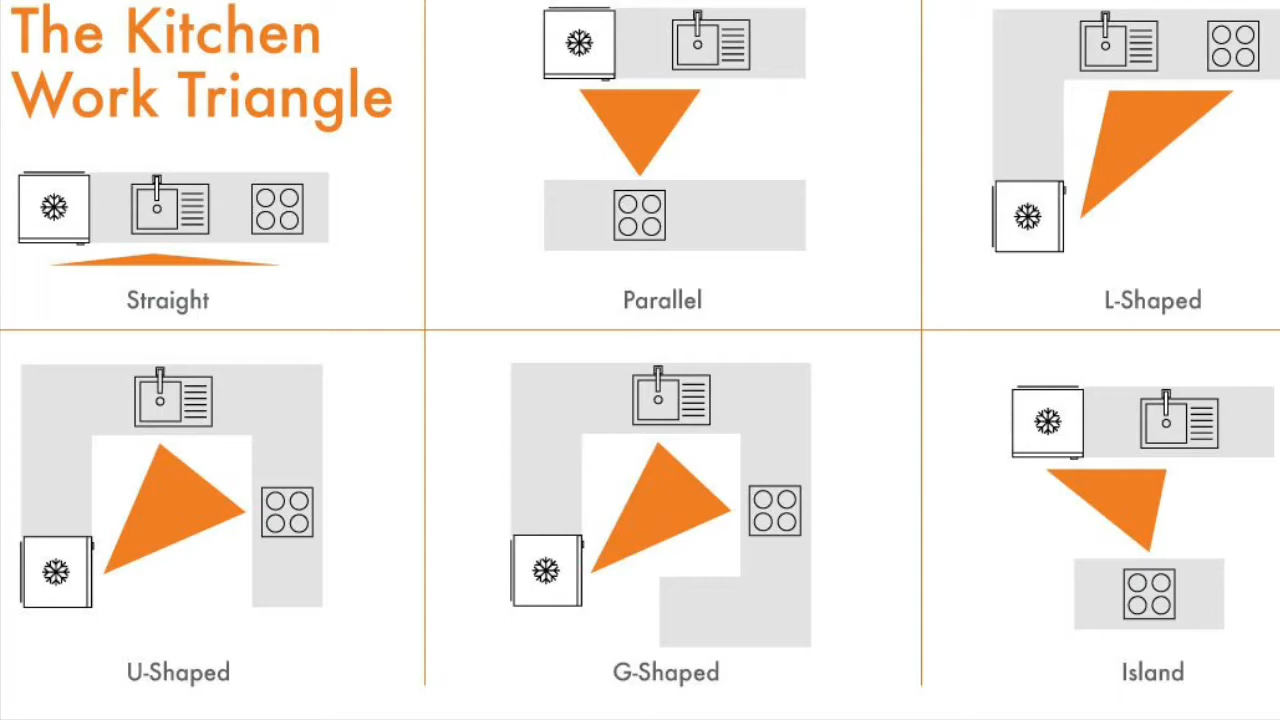 The Kitchen
Work Triangle
Straight
Parallel
L-Shaped
U-Shaped
G-Shaped
Island